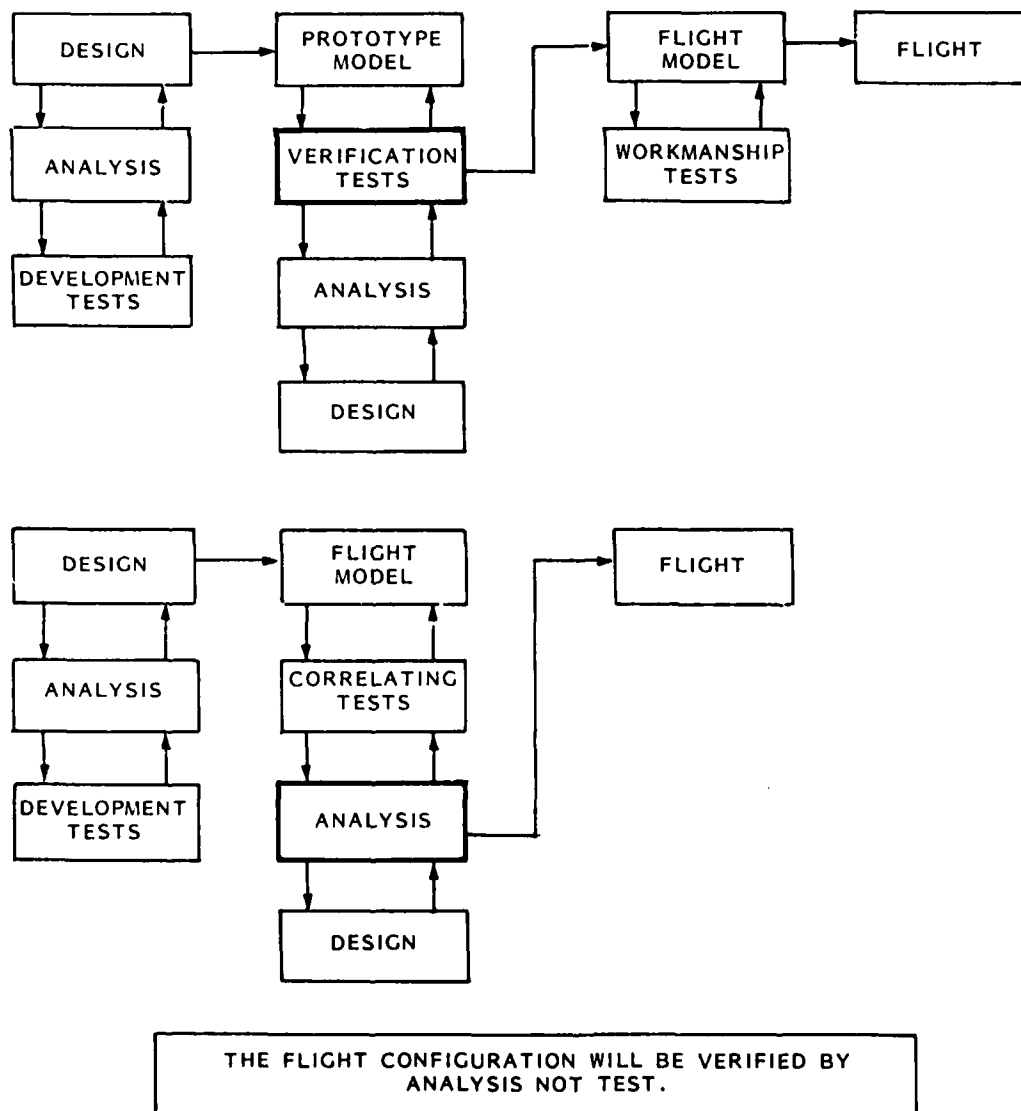 DESIGN
PROTOTYPE
MODEL
FLIGHT
MODEL
FLIGHT
ANALYSIS
VERIFICATION
TESTS
WORKMANSHIP
TESTS
DEVELOPMENT
TESTS
ANALYSIS
DESIGN
DESIGN
FLIGHT
MODEL
FLIGHT
ANALYSIS
CORRELATING
TESTS
DEVELOPMENT
TESTS
ANALYSIS
DESIGN
THE FLIGHT CONFIGURATION WILL BE VERIFIED BY
ANALYSIS NOT TEST.